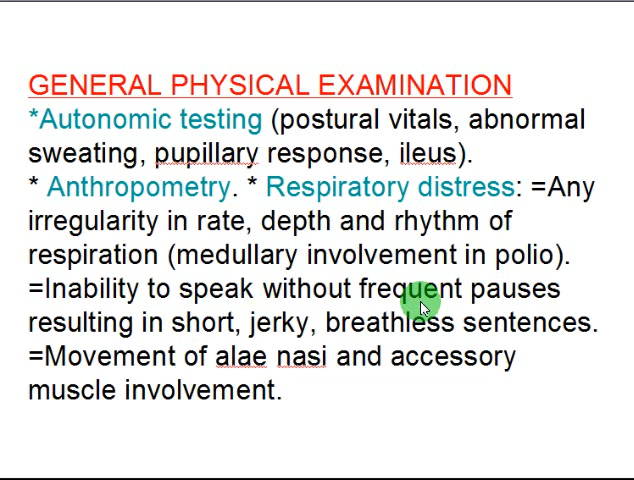 GENERAL PHYSICAL EXAMINATION
*Autonomic testing (postural vitals, abnormal
sweating, pupillary response, ileus).
* Anthropometry. * Respiratory distress: =Any
irregularity in rate, depth and rhythm of
respiration (medullary involvement in polio).
=Inability to speak without frequent pauses
resulting in short, jerky, breathless sentences.
=Movement of alae nasi and accessory
muscle involvement.